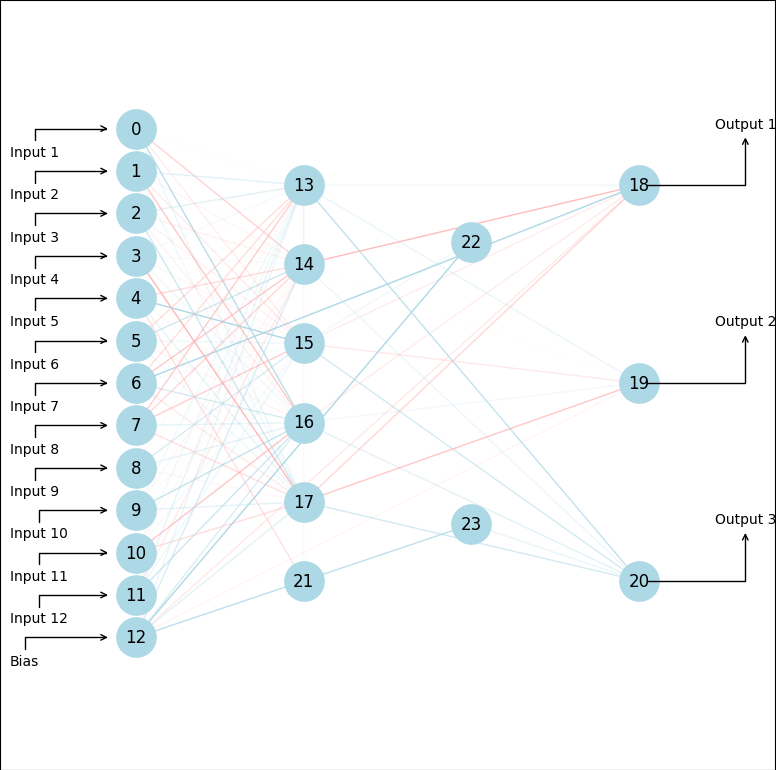 Output 1
0
Input 1
1
13
18
Input 2
2
22
Input 3
3
14
Input 4
4
Output 2
Input 5
5
15
Input 6
6
19
Input 7
7
16
Input 8
8
Input 9
9
17
Output 3
23
Input 10
10
Input 11
11
21
20
Input 12
12
Bias